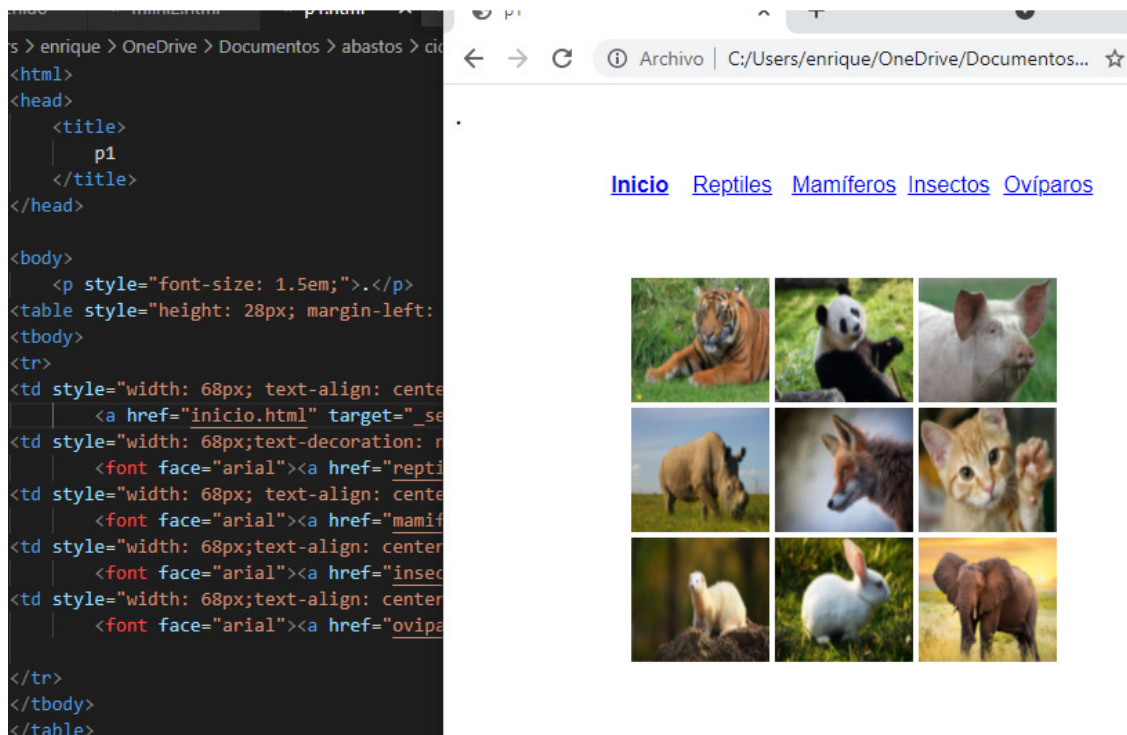 p1.html
p1
rs > enrique > OneDrive > Documentos > abastos > cic
Archivo | C:/Users/enrique/OneDrive/Documentos...
<html>
<head>
<title>
p1
</title>
</head>
<body>
<p style="font-size: 1.5em;">.</p>
<table style="height: 28px; margin-left:
<tbody>
<tr>
<td style="width: 68px; text-align: cente
<a href="inicio.html" target="_se
<td style="width: 68px;text-decoration: n
<font face="arial"><a href="repti
<td style="width: 68px; text-align: cente
<font face="arial"><a href="mamif
<td style="width: 68px;text-align: center
<font face="arial"><a href="insec
<td style="width: 68px;text-align: center
<font face="arial"><a href="ovipa
</tr>
</tbody>
</table>
.
Inicio Reptiles Mamíferos Insectos Ovíparos